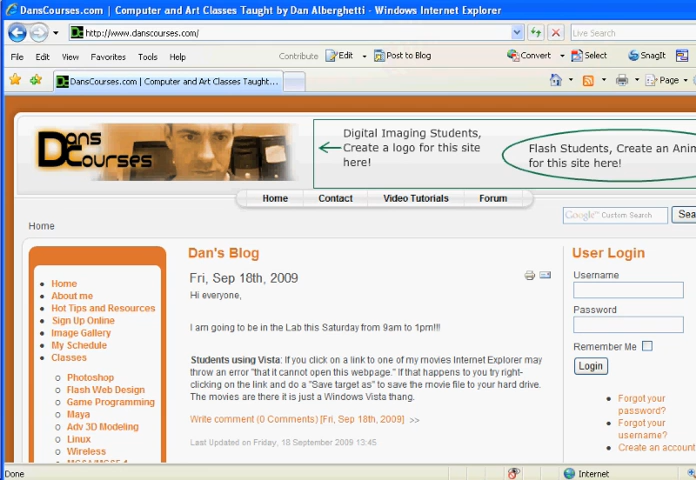 DansCourses.com | Computer and Art Classes Taught by Dan Alberghetti - Windows Internet Explorer
http://www.danscourses.com/
Live Search
File Edit View Favorites Tools Help
Contribute Edit Post to Blog
Convert Select SnagIt
DansCourses.com | Computer and Art Classes Taught...
Page
Dans Courses
Digital Imaging Students,
Create a logo for this site
here!
Flash Students, Create an Anim
for this site here!
Home Contact Video Tutorials Forum
Google™ Custom Search
Sea
Home
Home
About me
Hot Tips and Resources
Sign Up Online
Image Gallery
My Schedule
Classes
Photoshop
Flash Web Design
Game Programming
Maya
Adv 3D Modeling
Linux
Wireless
Dan's Blog
Fri, Sep 18th, 2009
Hi everyone,
I am going to be in the Lab this Saturday from 9am to 1pm!!!
Students using Vista: If you click on a link to one of my movies Internet Explorer may
throw an error "that it cannot open this webpage." If that happens to you try right-
clicking on the link and do a "Save target as" to save the movie file to your hard drive.
The movies are there it is just a Windows Vista thang.
Write comment (0 Comments) [Fri, Sep 18th, 2009] >>
Last Updated on Friday, 18 September 2009 13:45
User Login
Username
Password
Remember Me
Login
Forgot your
password?
Forgot your
username?
Create an account
Done
Internet